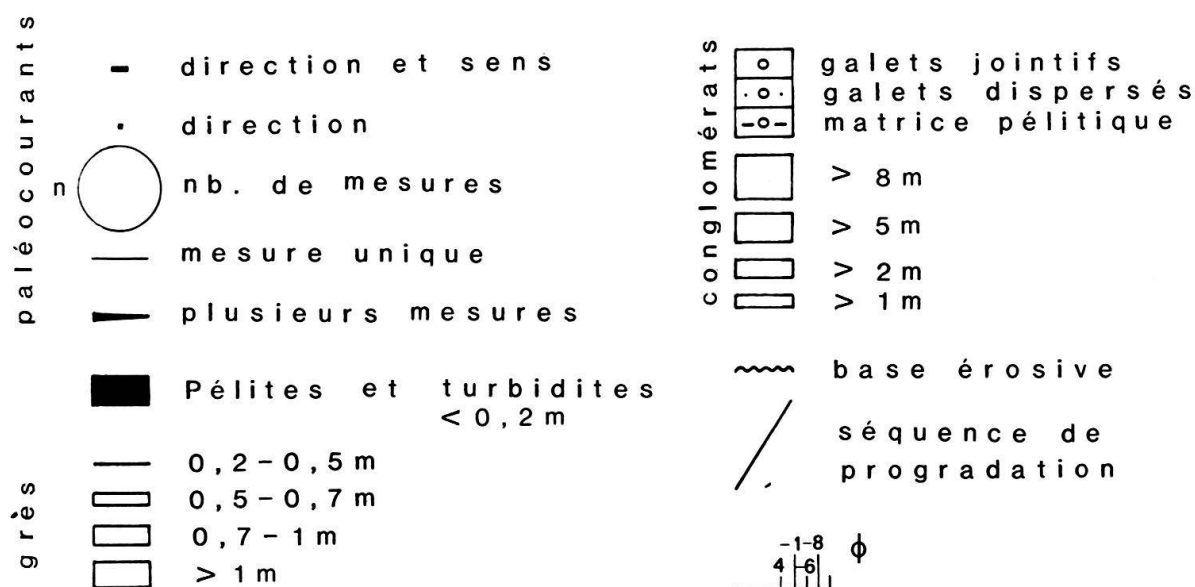 paléocourants
direction et sens
direction
n
nb. de mesures
mesure unique
plusieurs mesures
Pélites et turbidites
< 0,2 m
grès
0,2 – 0,5 m
0,5 – 0,7 m
0,7 – 1 m
> 1 m
conglomérats
galets jointifs
galets dispersés
matrice pélitique
> 8 m
> 5 m
> 2 m
> 1 m
base érosive
séquence de
progradation
-1 -8 ϕ
4 -6